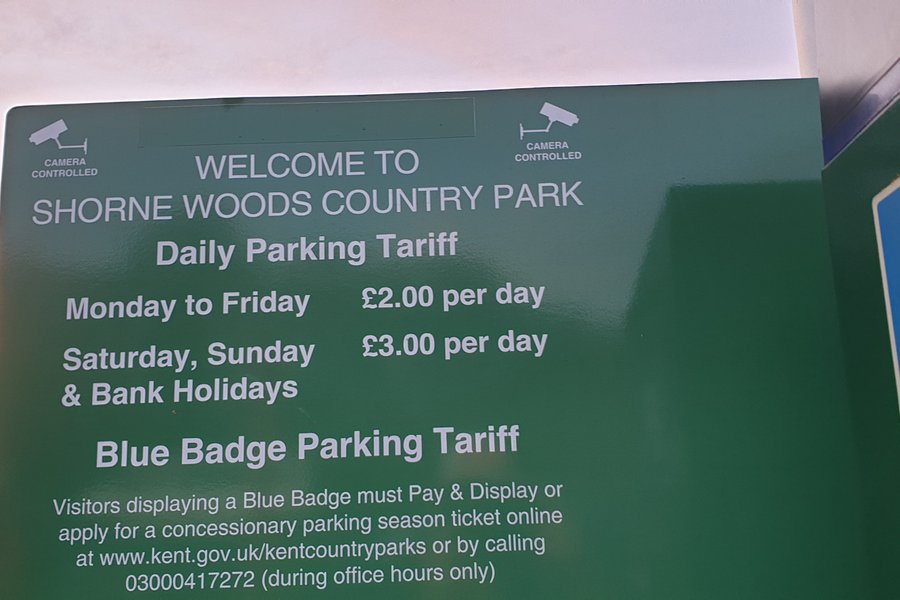 CAMERA
CONTROLLED
CAMERA
CONTROLLED
WELCOME TO
SHORNE WOODS COUNTRY PARK
Daily Parking Tariff
Monday to Friday £2.00 per day
Saturday, Sunday £3.00 per day
& Bank Holidays
Blue Badge Parking Tariff
Visitors displaying a Blue Badge must Pay & Display or
apply for a concessionary parking season ticket online
at www.kent.gov.uk/kentcountryparks or by calling
03000417272 (during office hours only)